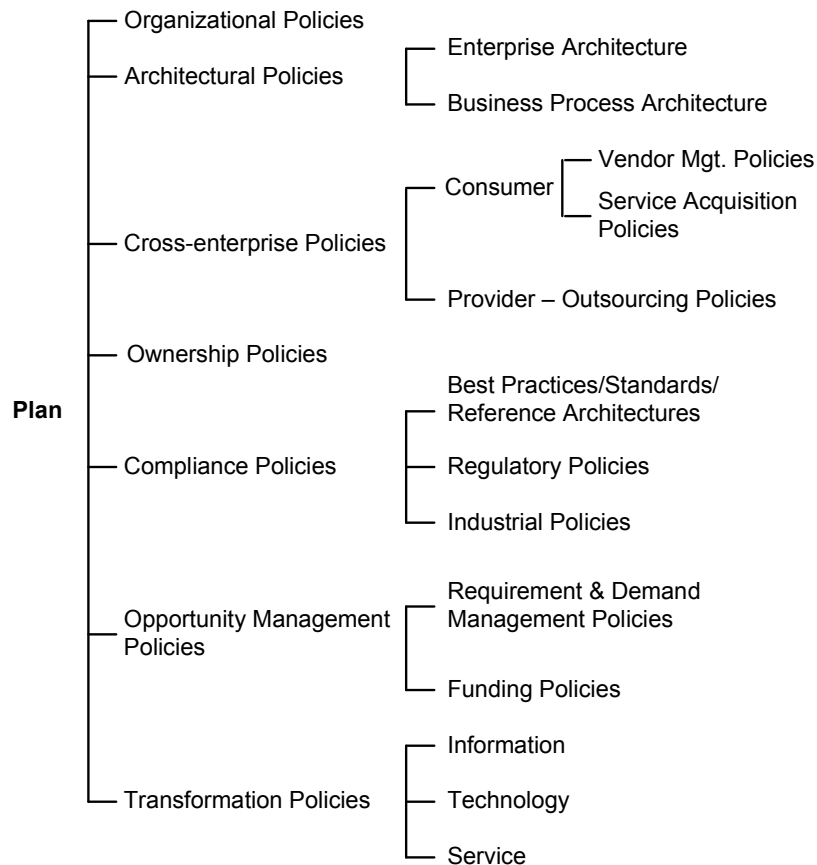 Plan
Organizational Policies
Architectural Policies
Enterprise Architecture
Business Process Architecture
Cross-enterprise Policies
Consumer
Vendor Mgt. Policies
Service Acquisition
Policies
Provider – Outsourcing Policies
Ownership Policies
Compliance Policies
Best Practices/Standards/
Reference Architectures
Regulatory Policies
Industrial Policies
Opportunity Management
Policies
Requirement & Demand
Management Policies
Funding Policies
Transformation Policies
Information
Technology
Service